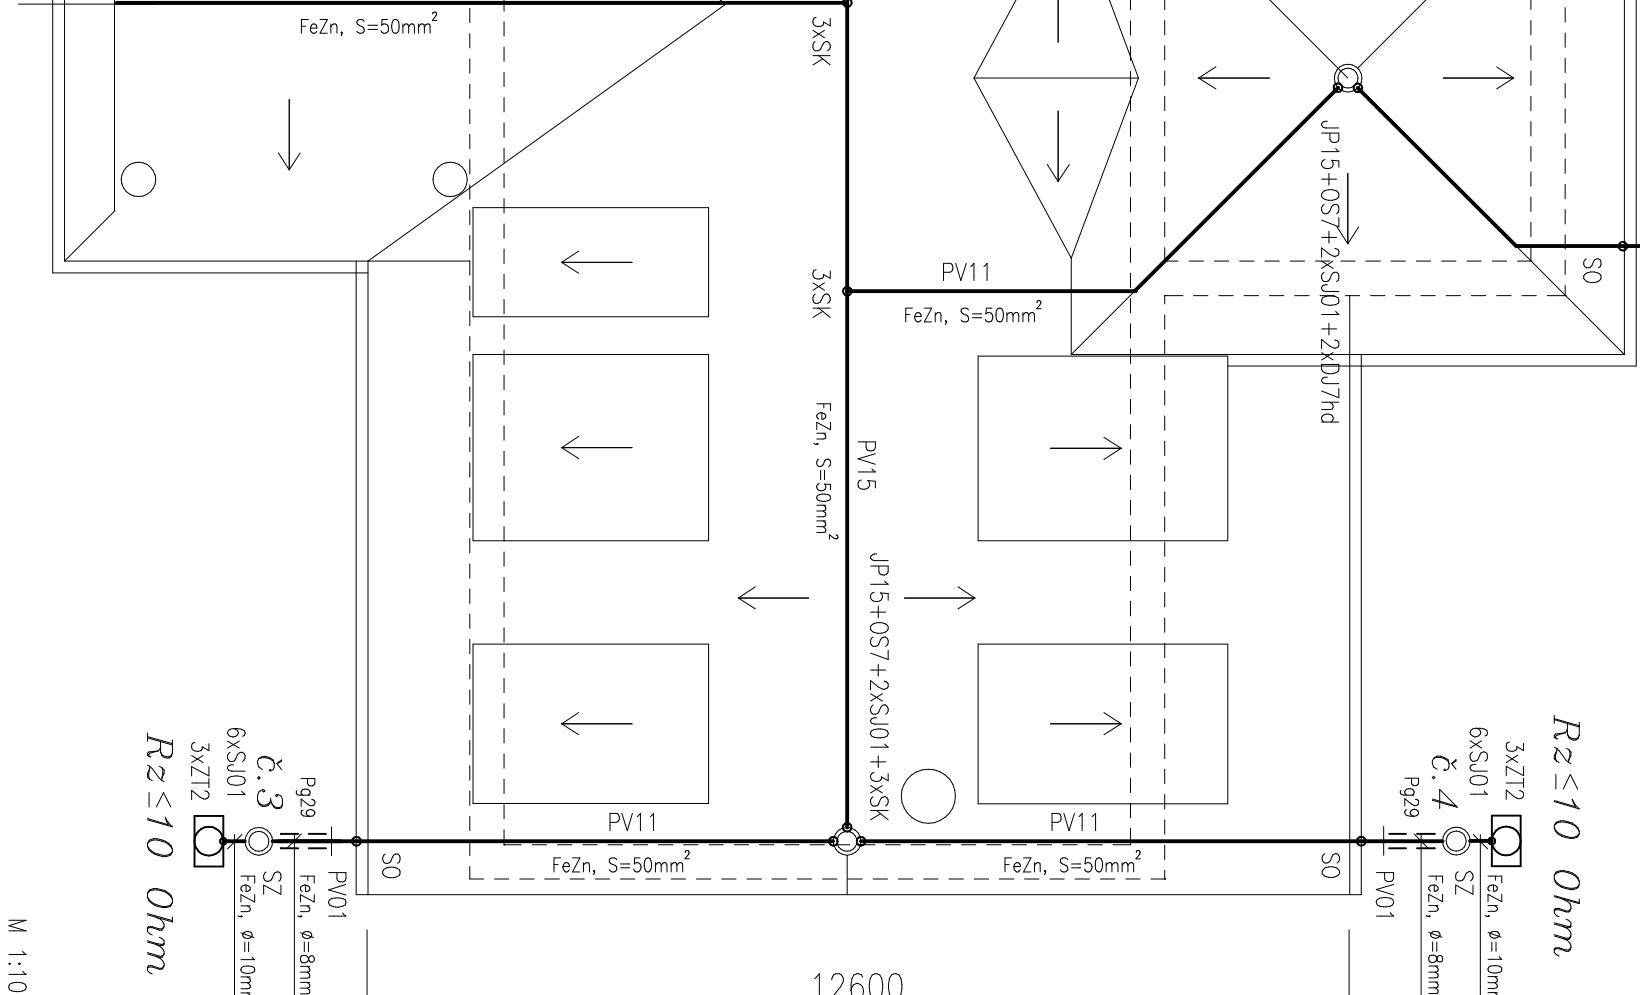 FeZn, S=50mm²
3xSK
JP15+OS7+2xSJ01+2xDJ7hd
SO
PV11
FeZn, S=50mm²
3xSK
FeZn, S=50mm²
PV15
JP15+OS7+2xSJ01+3xSK
Rz≤10 Ohm
3xZT2
6xSJ01
č.3
Pg29
PV11
FeZn, S=50mm²
SO
PV01
FeZn, ø=8mm
SZ
FeZn, ø=10mm
PV11
FeZn, S=50mm²
SO
PV01
Pg29
č.4
6xSJ01
3xZT2
Rz≤10 Ohm
FeZn, ø=8mm
SZ
FeZn, ø=10mm
12600
M 1:10